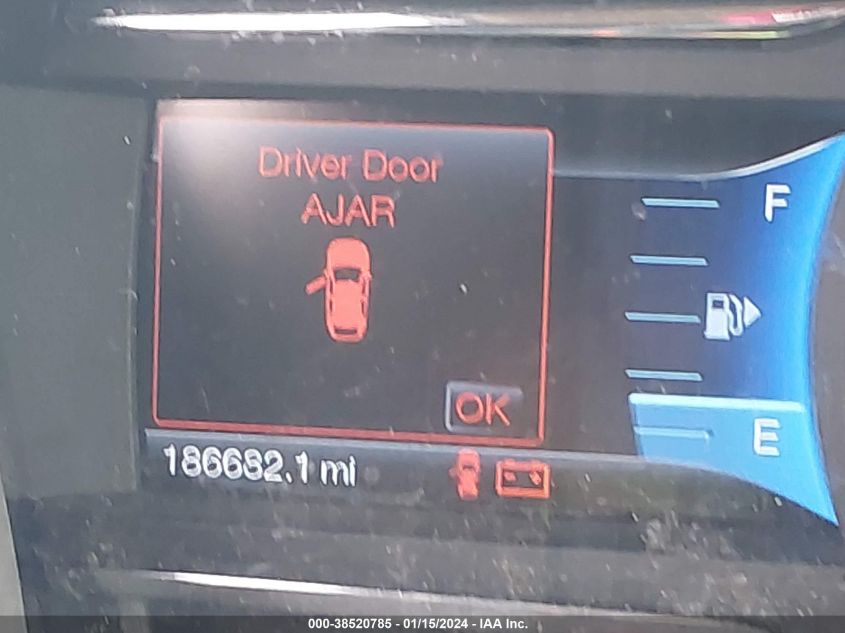 Driver Door
AJAR
F
OK
E
186682.1 mi
000-38520785 - 01/15/2024 - IAA Inc.